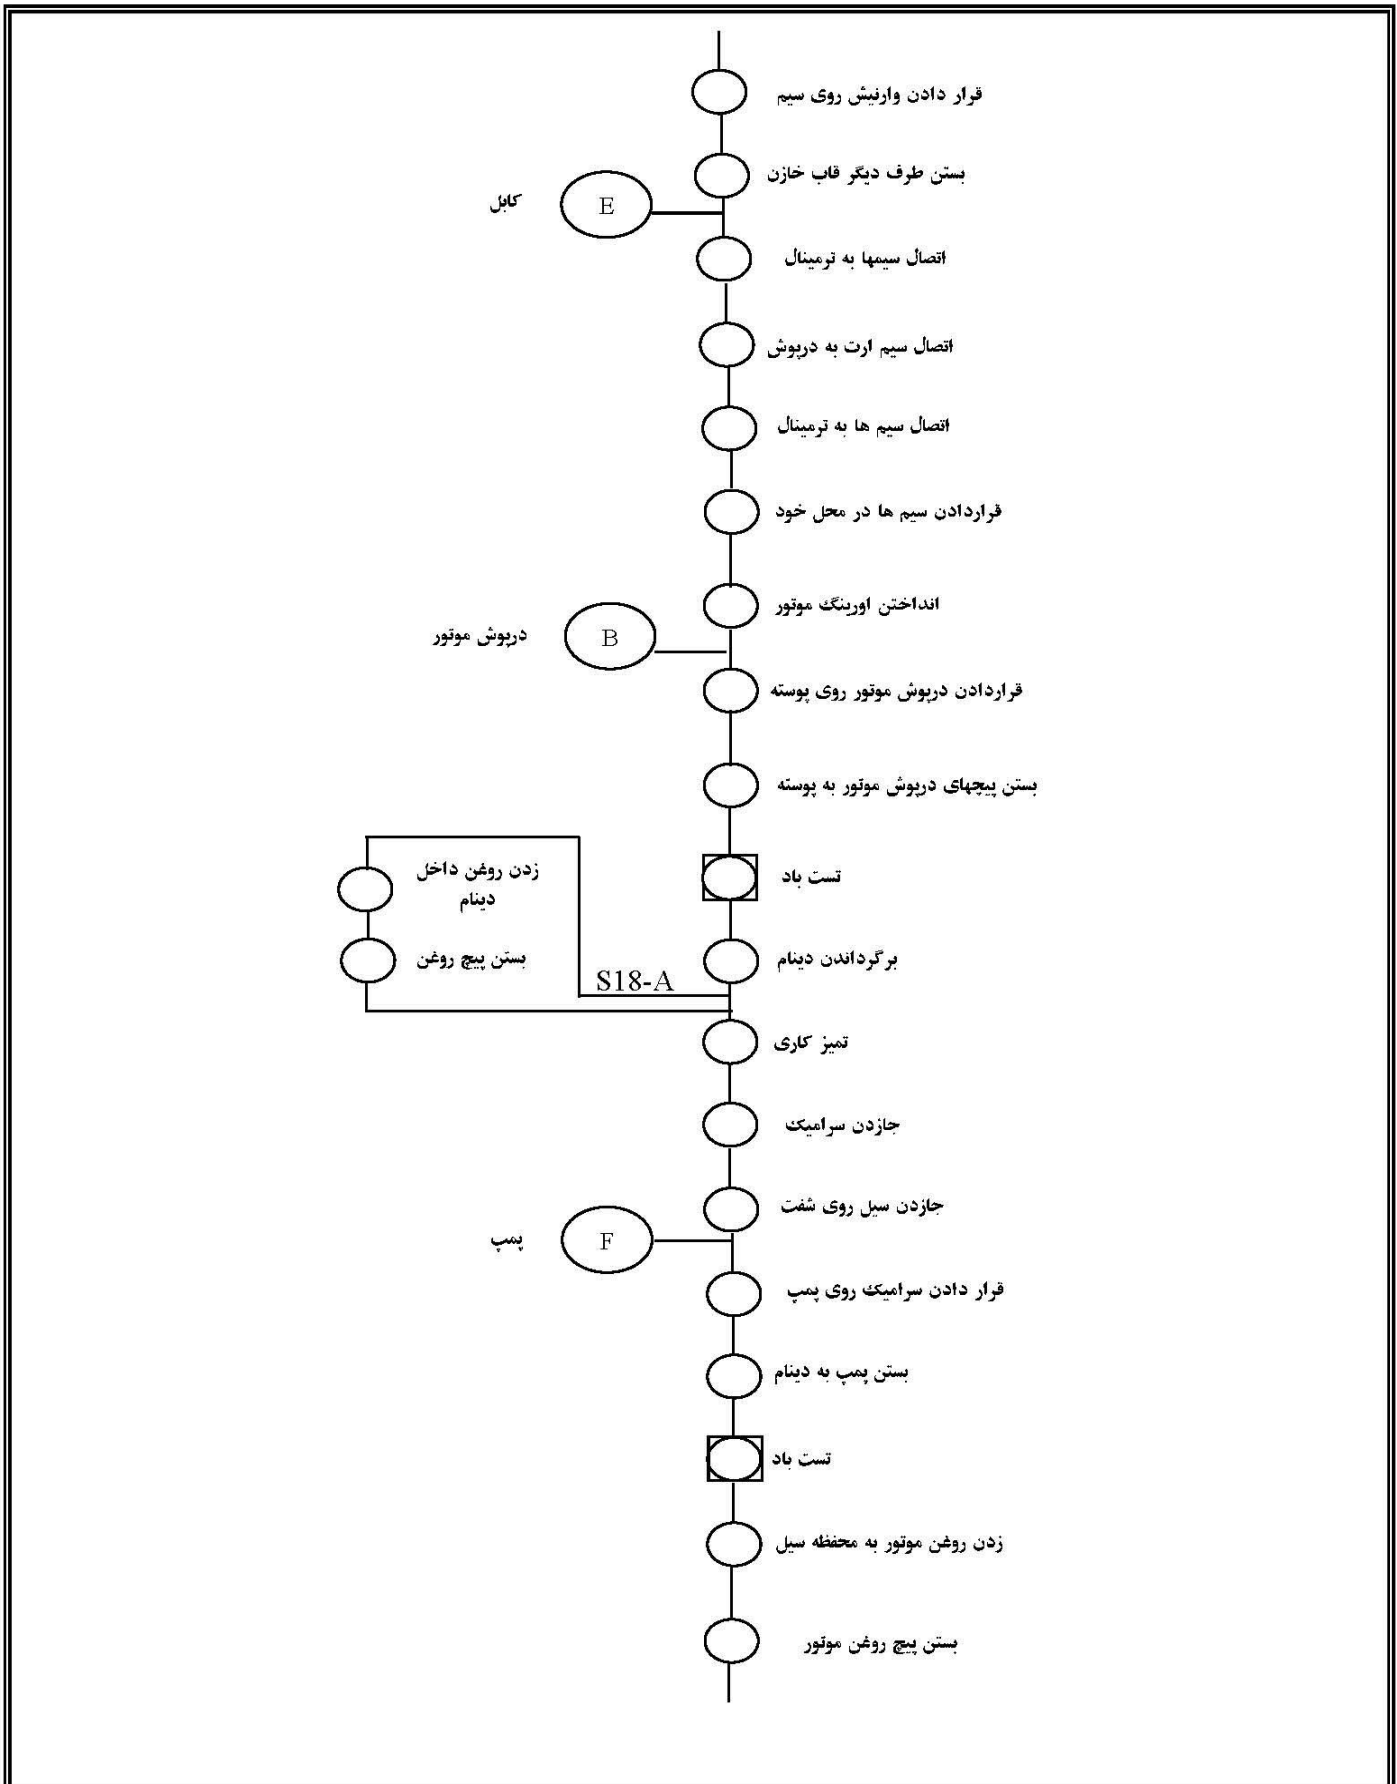 قرار دادن وارنیش روی سیم
بستن طرف دیگر قاب خازن
E
کابل
اتصال سیمها به ترمینال
اتصال سیم ارت به درپوش
اتصال سیم ها به ترمینال
قراردادن سیم ها در محل خود
انداختن اورینگ موتور
B
درپوش موتور
قراردادن درپوش موتور روی پوسته
بستن پیچهای درپوش موتور به پوسته
تست باد
زدن روغن داخل
دینام
برگرداندن دینام
بستن پیچ روغن
S18-A
تمیز کاری
جازدن سرامیک
جازدن سیل روی شفت
F
پمپ
قرار دادن سرامیک روی پمپ
بستن پمپ به دینام
تست باد
زدن روغن موتور به محفظه سیل
بستن پیچ روغن موتور